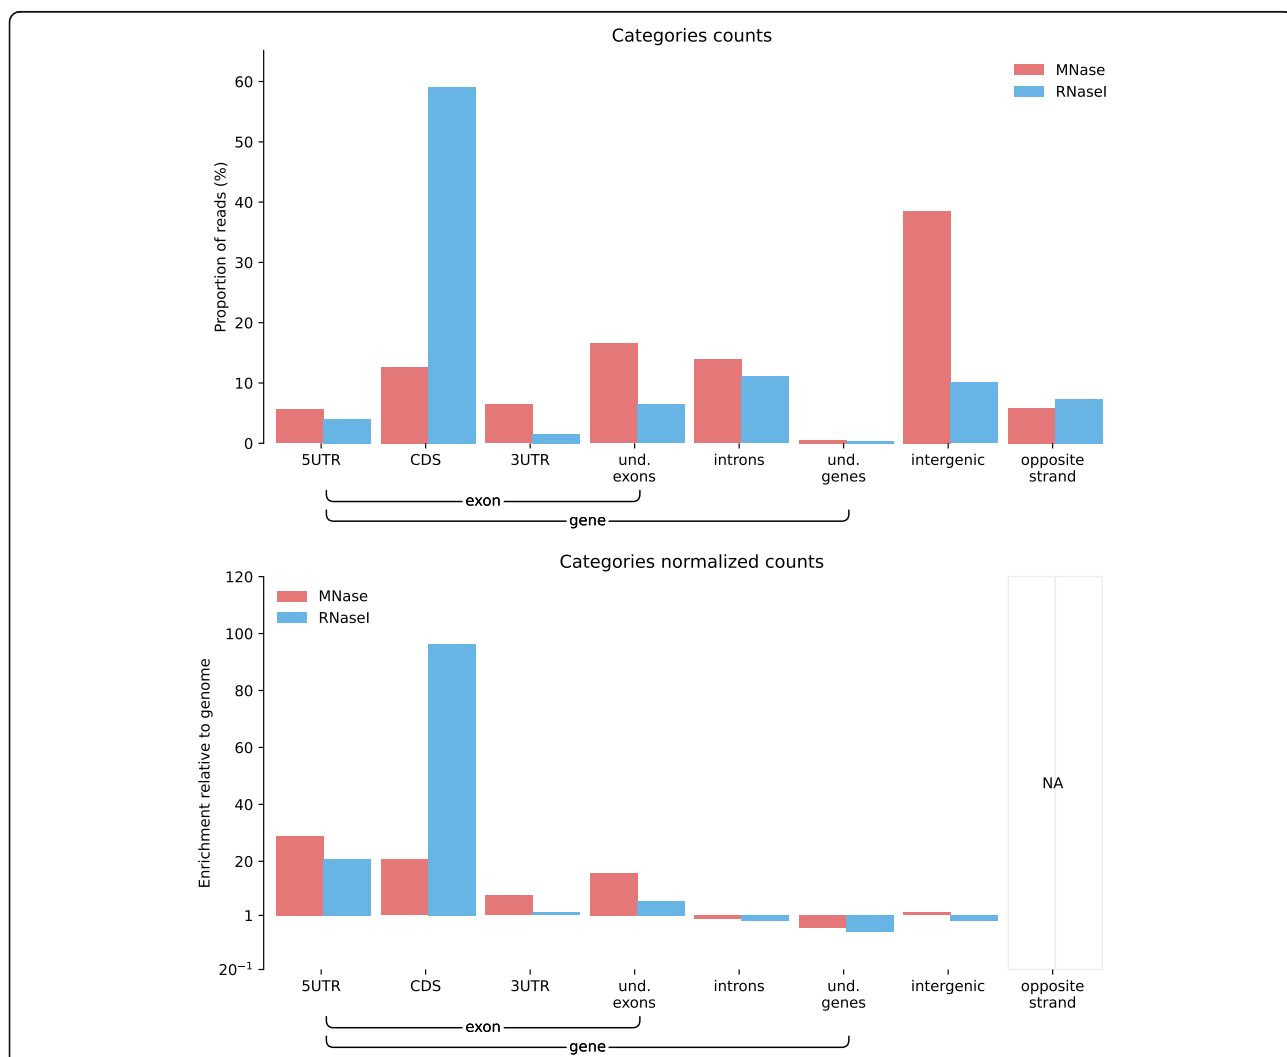 Categories counts
MNase
RNaseI
Proportion of reads (%)
60
50
40
30
20
10
0
5UTR
CDS
3UTR
und.
exons
introns
und.
genes
intergenic
opposite
strand
exon
gene
Categories normalized counts
MNase
RNaseI
Enrichment relative to genome
120
100
80
60
40
20
1
20⁻¹
NA
5UTR
CDS
3UTR
und.
exons
introns
und.
genes
intergenic
opposite
strand
exon
gene